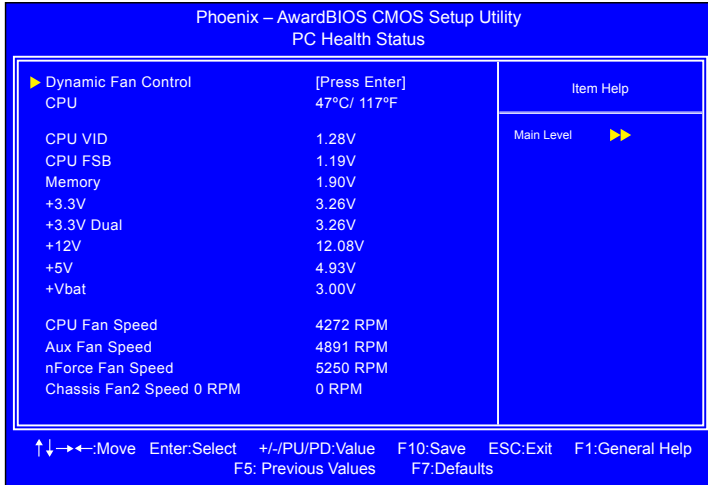 Phoenix – AwardBIOS CMOS Setup Utility
PC Health Status
Dynamic Fan Control [Press Enter]
CPU 47ºC/ 117ºF
CPU VID 1.28V
CPU FSB 1.19V
Memory 1.90V
+3.3V 3.26V
+3.3V Dual 3.26V
+12V 12.08V
+5V 4.93V
+Vbat 3.00V
CPU Fan Speed 4272 RPM
Aux Fan Speed 4891 RPM
nForce Fan Speed 5250 RPM
Chassis Fan2 Speed 0 RPM 0 RPM
Item Help
Main Level
↑↓→←:Move Enter:Select +/-/PU/PD:Value F10:Save ESC:Exit F1:General Help
F5: Previous Values F7:Defaults